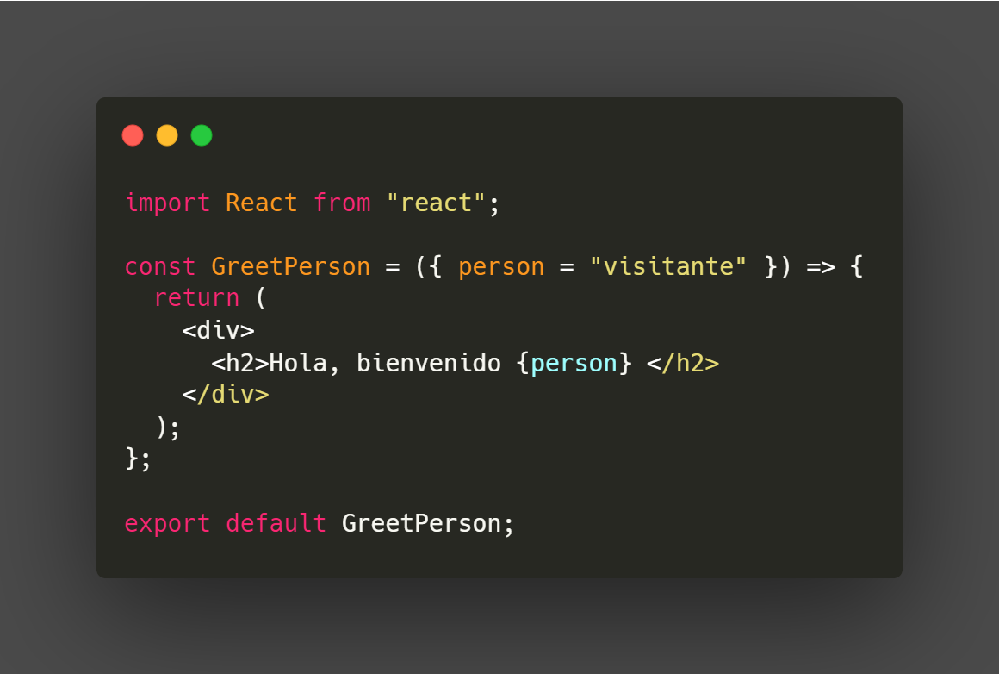 import React from "react";
const GreetPerson = ({ person = "visitante" }) => {
return (
<div>
<h2>Hola, bienvenido {person} </h2>
</div>
);
};
export default GreetPerson;